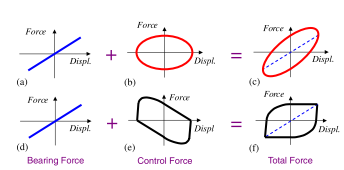 Force Force Force
+ =
Displ. Displ Displ.
(a) (b) (c)
Force Force Force
+ =
Displ. Displ. Displ.
(d) (e) (f)
Bearing Force Control Force Total Force